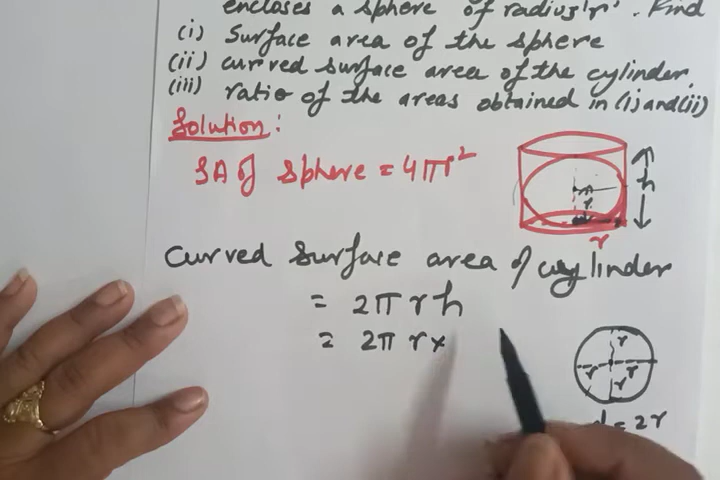 encloses a sphere of radius 'r'. Find
(i) Surface area of the sphere
(ii) curved surface area of the cylinder.
(iii) ratio of the areas obtained in (i) and (ii)
Solution:
SA of sphere = 4πr²
h
r
r
curved surface area of cylinder
= 2πrh
= 2πr×
r
r r
r r
d = 2r